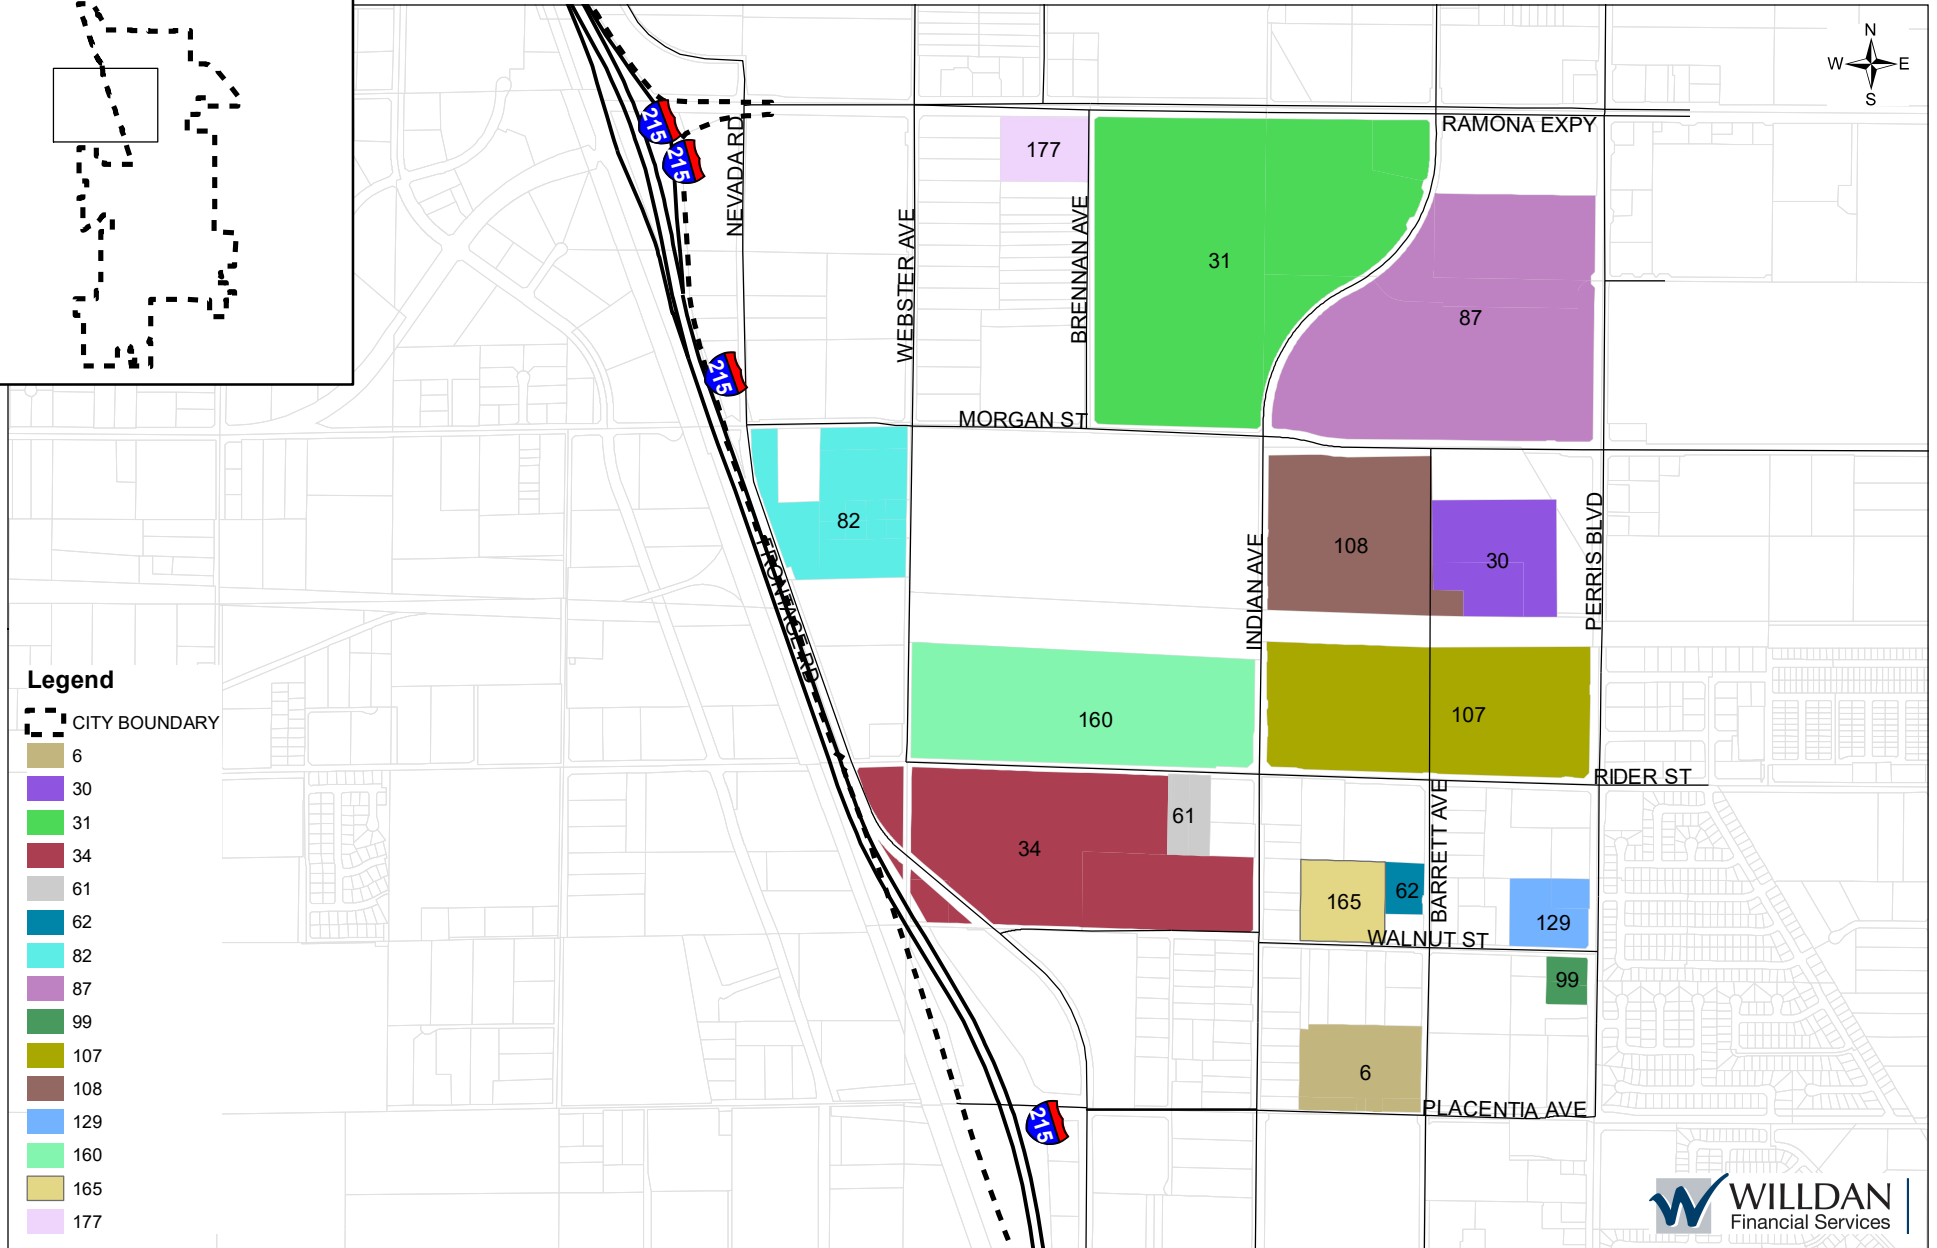 N
W E
S
215
215
RAMONA EXPY
NEVADA RD
177
WEBSTER AVE
BRENNAN AVE
31
87
215
MORGAN ST
82
108
30
INDIAN AVE
PERRIS BLVD
FRONTAGE RD
160
107
RIDER ST
34
61
BARRETT AVE
165
62
129
WALNUT ST
99
6
PLACENTIA AVE
215
Legend
CITY BOUNDARY
6
30
31
34
61
62
82
87
99
107
108
129
160
165
177
W WILLDAN
Financial Services